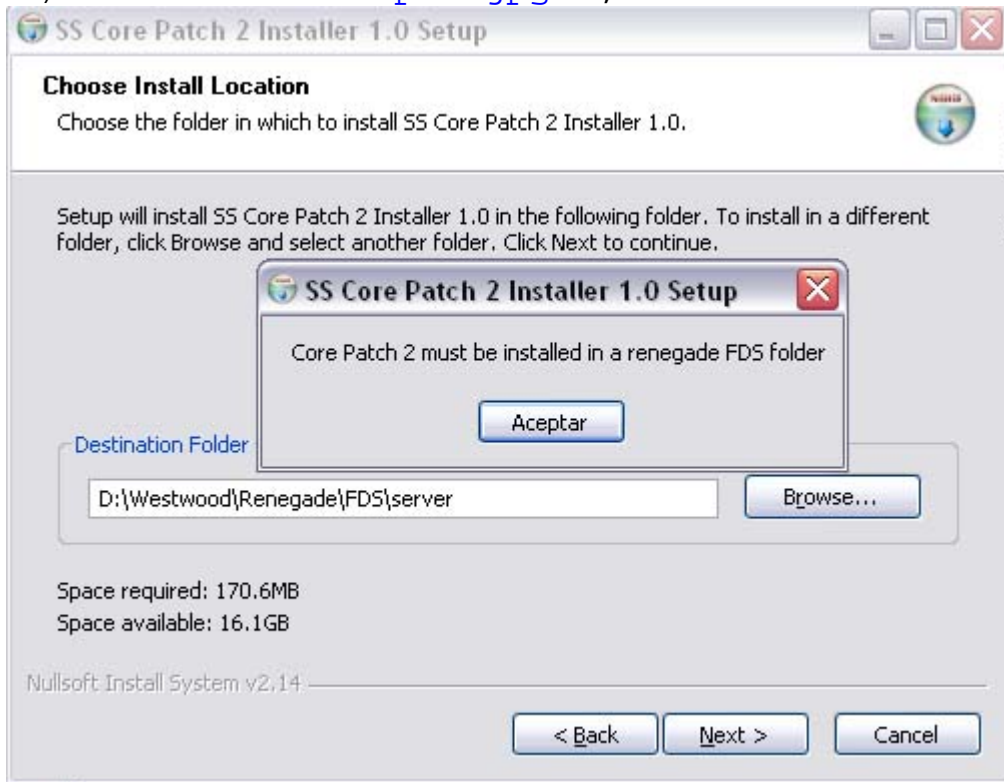 SS Core Patch 2 Installer 1.0 Setup
Choose Install Location
Choose the folder in which to install SS Core Patch 2 Installer 1.0.
Setup will install SS Core Patch 2 Installer 1.0 in the following folder. To install in a different
folder, click Browse and select another folder. Click Next to continue.
SS Core Patch 2 Installer 1.0 Setup
Core Patch 2 must be installed in a renegade FDS folder
Aceptar
Destination Folder
D:\Westwood\Renegade\FDS\server
Browse...
Space required: 170.6MB
Space available: 16.1GB
Nullsoft Install System v2.14
< Back
Next >
Cancel